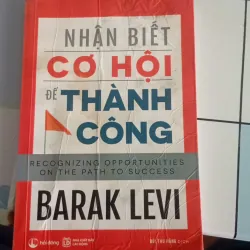 NHẬN BIẾT
CƠ HỘI
ĐỂ THÀNH
CÔNG
RECOGNIZING OPPORTUNITIES
ON THE PATH TO SUCCESS
BARAK LEVI